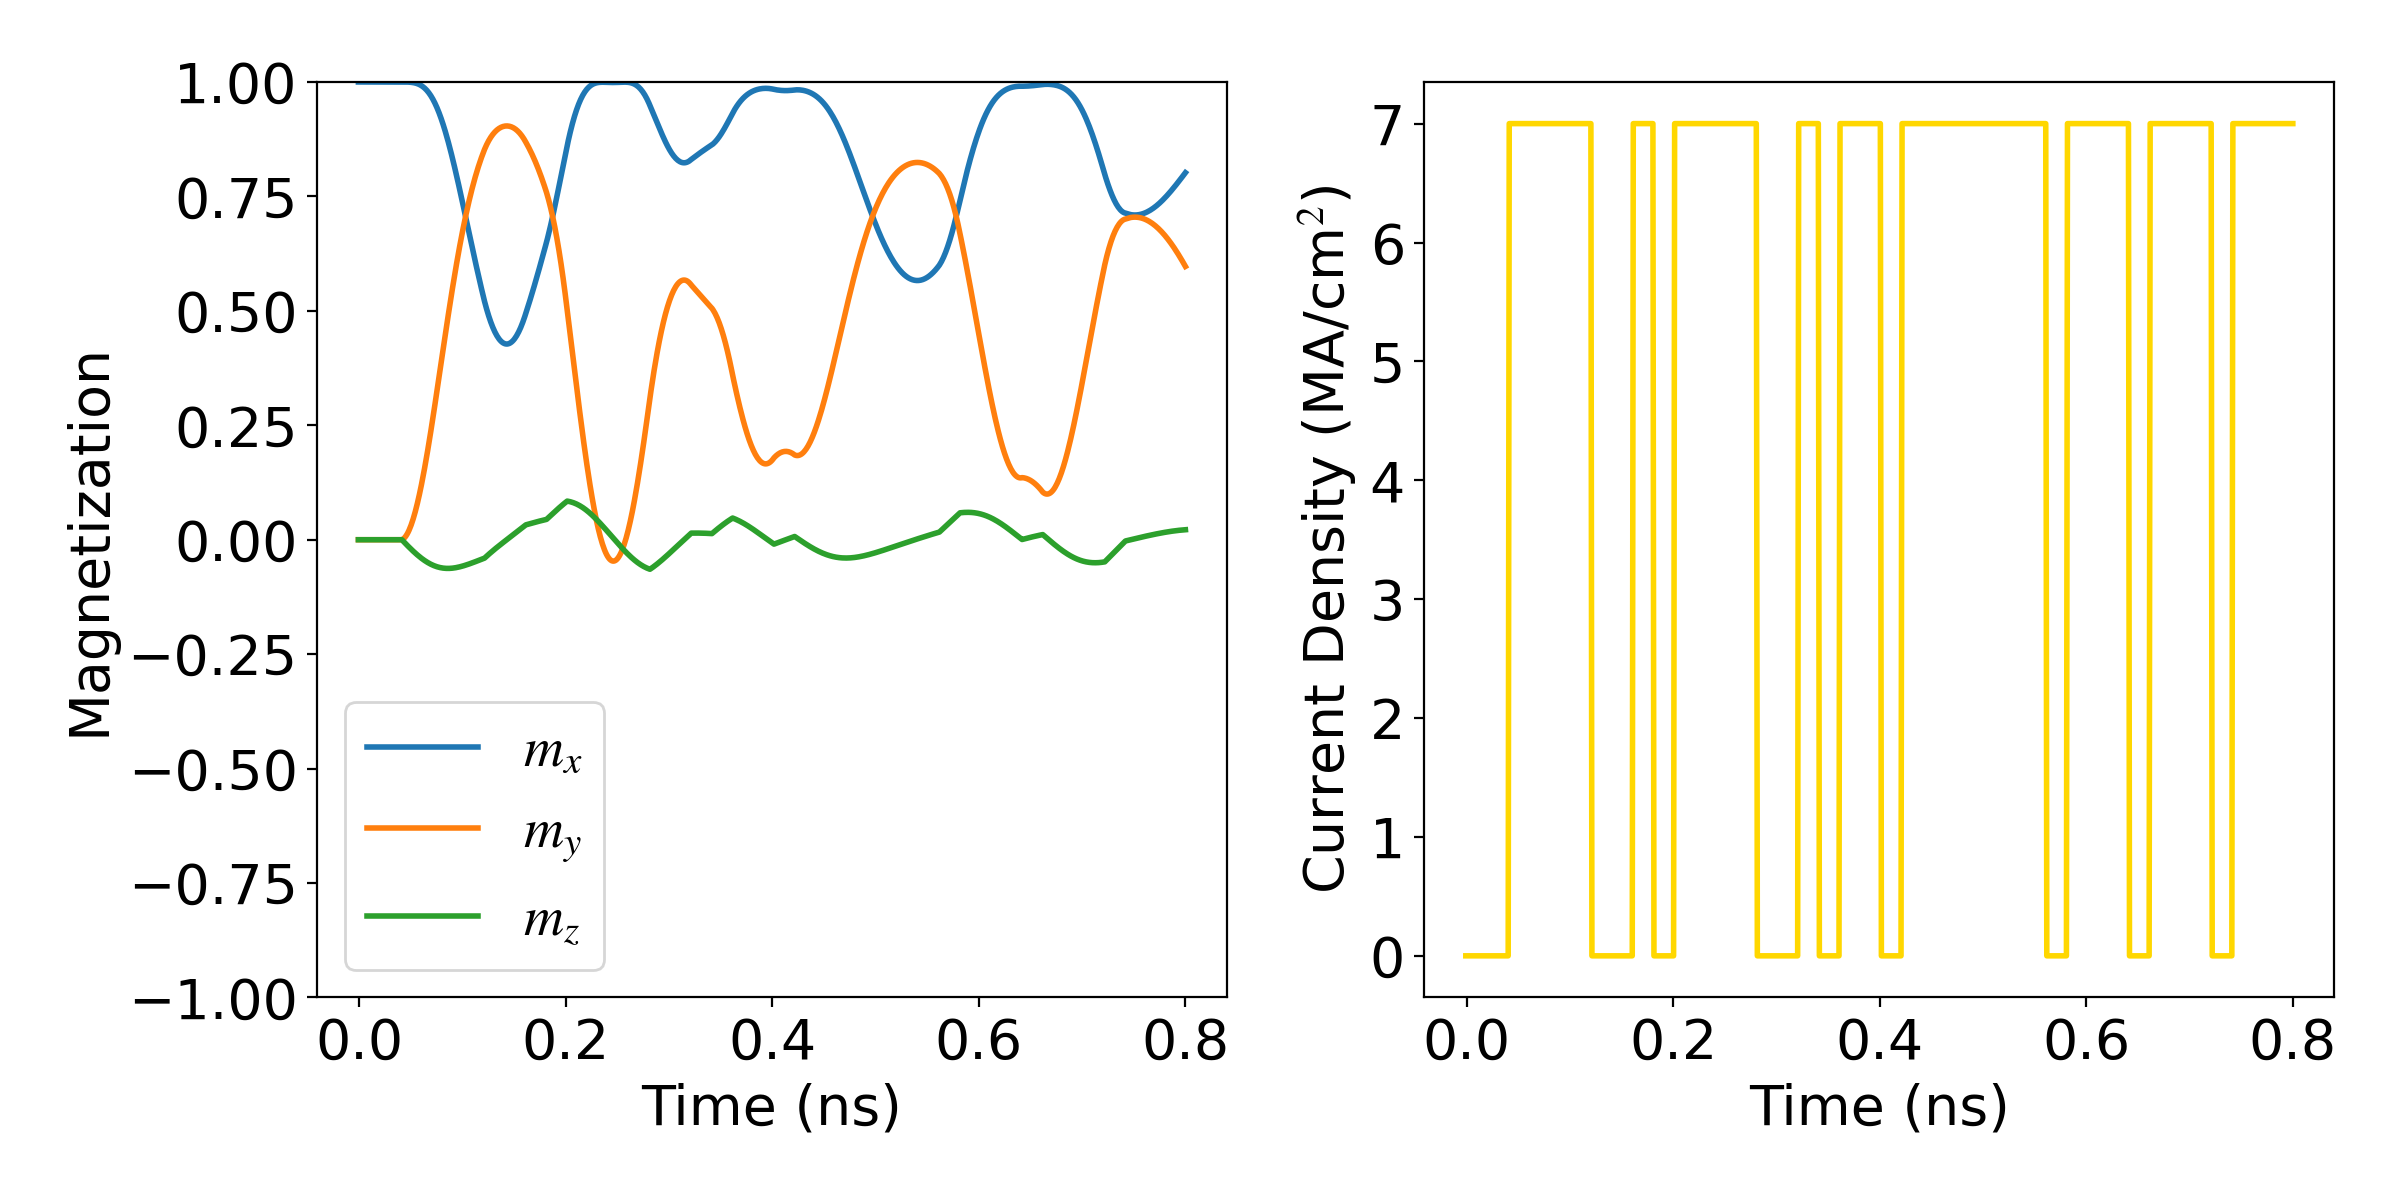 1.00
0.75
0.50
0.25
0.00
−0.25
−0.50
−0.75
−1.00
Magnetization
m_x
m_y
m_z
0.0 0.2 0.4 0.6 0.8
Time (ns)
7
6
5
4
3
2
1
0
Current Density (MA/cm²)
0.0 0.2 0.4 0.6 0.8
Time (ns)